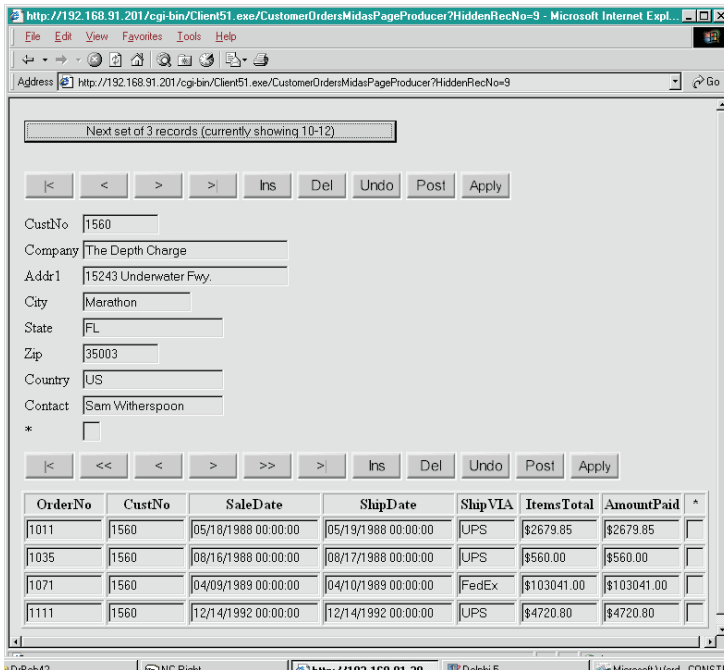 http://192.168.91.201/cgi-bin/Client51.exe/CustomerOrdersMidasPageProducer?HiddenRecNo=9 - Microsoft Internet Expl...
File Edit View Favorites Tools Help
Address http://192.168.91.201/cgi-bin/Client51.exe/CustomerOrdersMidasPageProducer?HiddenRecNo=9 Go
Next set of 3 records (currently showing 10-12)
|< < > >| Ins Del Undo Post Apply
CustNo 1560
Company The Depth Charge
Addr1 15243 Underwater Fwy.
City Marathon
State FL
Zip 35003
Country US
Contact Sam Witherspoon
*
|< << < > >> >| Ins Del Undo Post Apply
OrderNo CustNo SaleDate ShipDate ShipVIA ItemsTotal AmountPaid *
1011 1560 05/18/1988 00:00:00 05/19/1988 00:00:00 UPS $2679.85 $2679.85
1035 1560 08/16/1988 00:00:00 08/17/1988 00:00:00 UPS $560.00 $560.00
1071 1560 04/09/1989 00:00:00 04/10/1989 00:00:00 FedEx $103041.00 $103041.00
1111 1560 12/14/1992 00:00:00 12/14/1992 00:00:00 UPS $4720.80 $4720.80